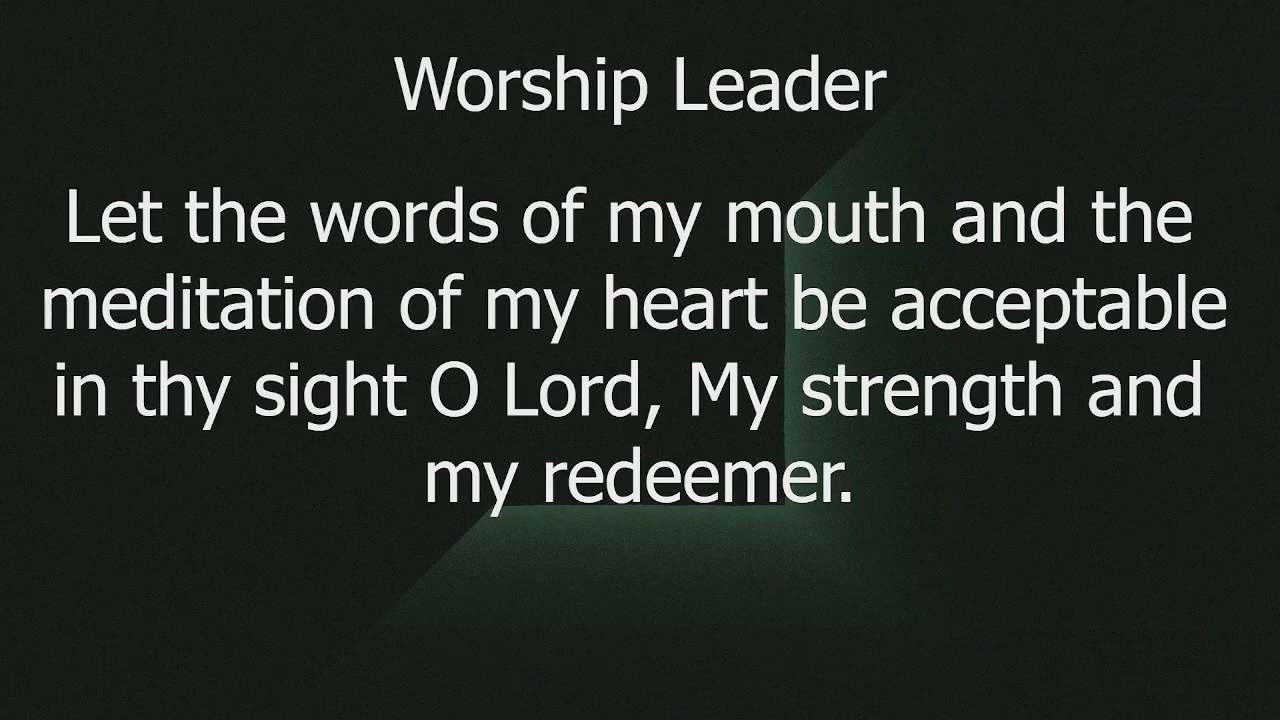 Worship Leader
Let the words of my mouth and the
meditation of my heart be acceptable
in thy sight O Lord, My strength and
my redeemer.